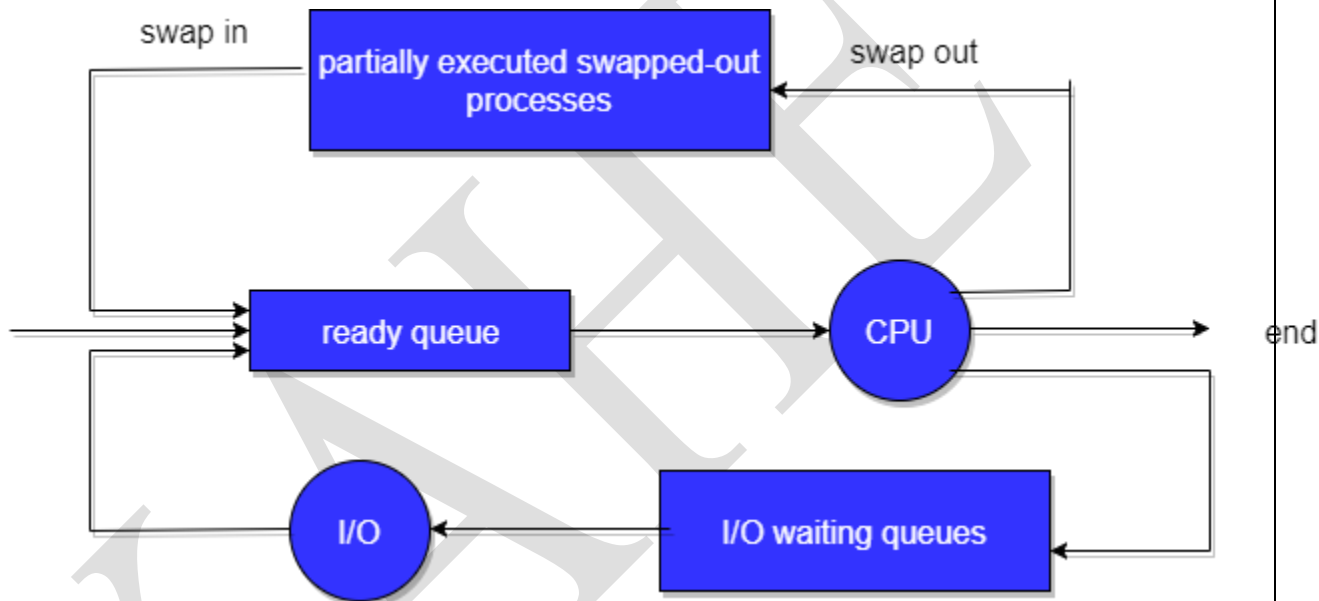 swap in
partially executed swapped-out
processes
swap out
ready queue
CPU
end
I/O
I/O waiting queues